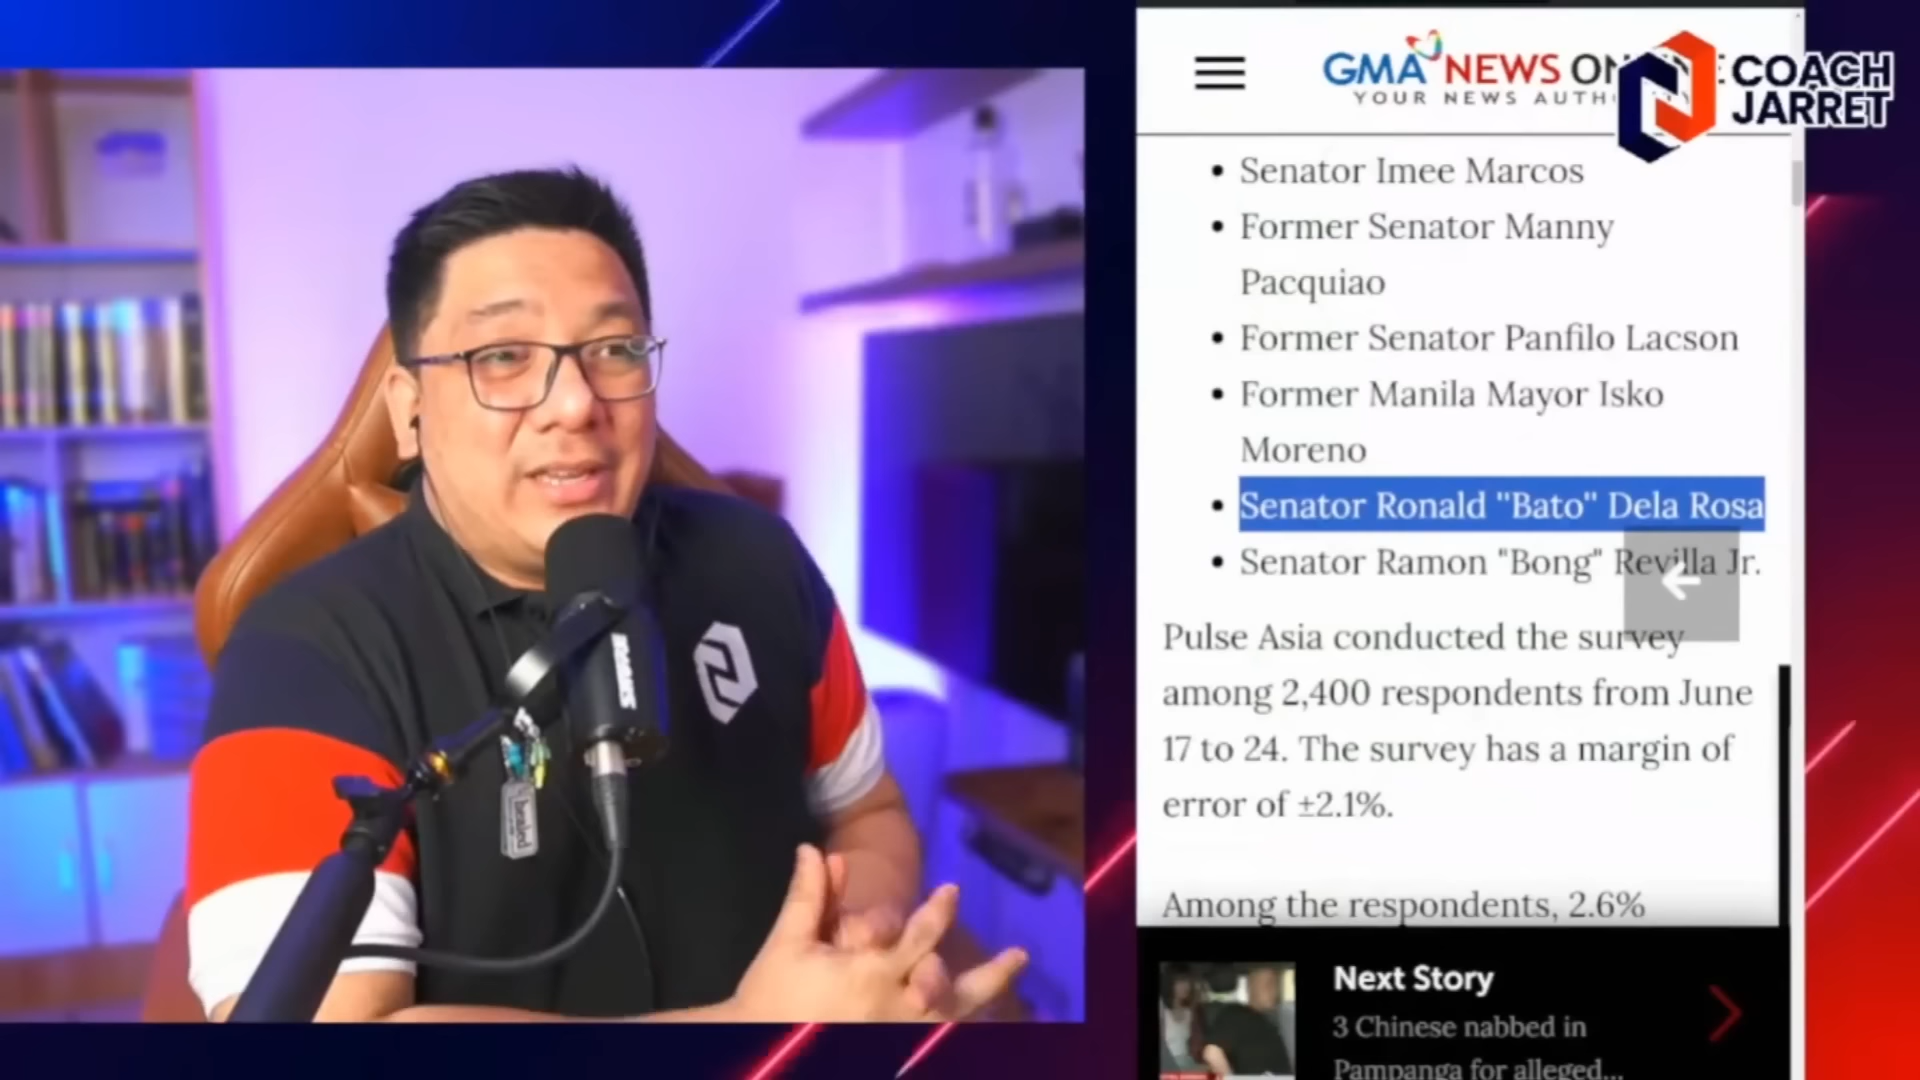 GMA NEWS
YOUR NEWS
COACH
JARRET
Senator Imee Marcos
Former Senator Manny
Pacquiao
Former Senator Panfilo Lacson
Former Manila Mayor Isko
Moreno
Senator Ronald "Bato" Dela Rosa
Senator Ramon "Bong" Revilla Jr.
Pulse Asia conducted the survey
among 2,400 respondents from June
17 to 24. The survey has a margin of
error of ±2.1%.
Among the respondents, 2.6%
Next Story
3 Chinese nabbed in
Pampanga for alleged...